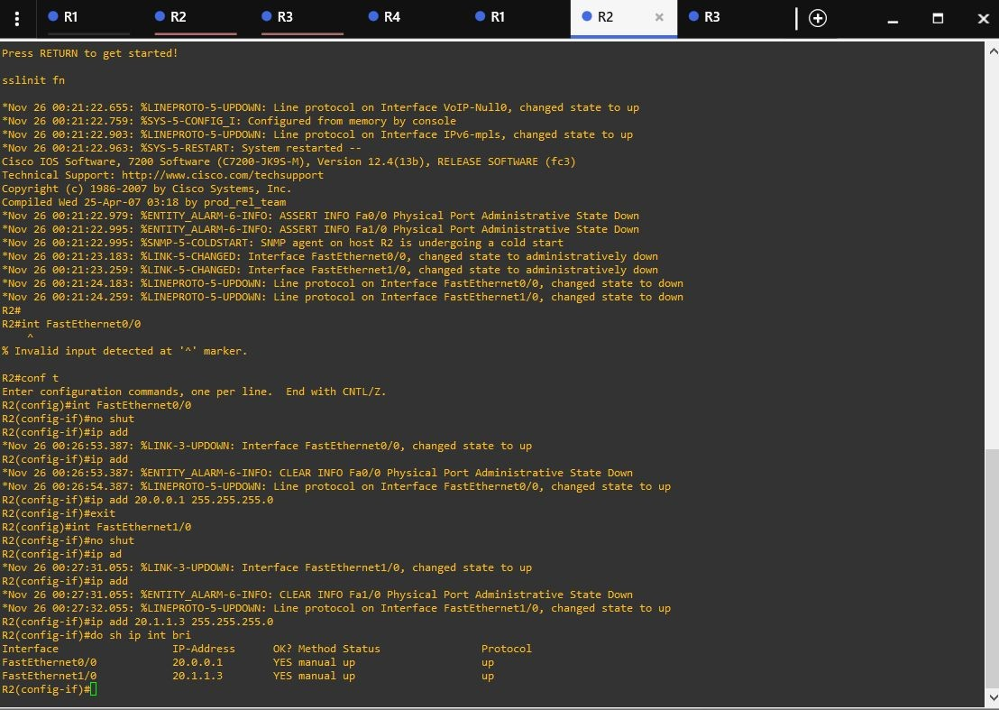 R1 R2 R3 R4 R1 R2 × R3
Press RETURN to get started!
sslinit fn
*Nov 26 00:21:22.655: %LINEPROTO-5-UPDOWN: Line protocol on Interface VoIP-Null0, changed state to up
*Nov 26 00:21:22.759: %SYS-5-CONFIG_I: Configured from memory by console
*Nov 26 00:21:22.903: %LINEPROTO-5-UPDOWN: Line protocol on Interface IPv6-mpls, changed state to up
*Nov 26 00:21:22.963: %SYS-5-RESTART: System restarted --
Cisco IOS Software, 7200 Software (C7200-JK9S-M), Version 12.4(13b), RELEASE SOFTWARE (fc3)
Technical Support: http://www.cisco.com/techsupport
Copyright (c) 1986-2007 by Cisco Systems, Inc.
Compiled Wed 25-Apr-07 03:18 by prod_rel_team
*Nov 26 00:21:22.979: %ENTITY_ALARM-6-INFO: ASSERT INFO Fa0/0 Physical Port Administrative State Down
*Nov 26 00:21:22.995: %ENTITY_ALARM-6-INFO: ASSERT INFO Fa1/0 Physical Port Administrative State Down
*Nov 26 00:21:22.995: %SNMP-5-COLDSTART: SNMP agent on host R2 is undergoing a cold start
*Nov 26 00:21:23.183: %LINK-5-CHANGED: Interface FastEthernet0/0, changed state to administratively down
*Nov 26 00:21:23.259: %LINK-5-CHANGED: Interface FastEthernet1/0, changed state to administratively down
*Nov 26 00:21:24.183: %LINEPROTO-5-UPDOWN: Line protocol on Interface FastEthernet0/0, changed state to down
*Nov 26 00:21:24.259: %LINEPROTO-5-UPDOWN: Line protocol on Interface FastEthernet1/0, changed state to down
R2#
R2#int FastEthernet0/0
^
% Invalid input detected at '^' marker.
R2#conf t
Enter configuration commands, one per line.  End with CNTL/Z.
R2(config)#int FastEthernet0/0
R2(config-if)#no shut
R2(config-if)#ip add
*Nov 26 00:26:53.387: %LINK-3-UPDOWN: Interface FastEthernet0/0, changed state to up
R2(config-if)#ip add
*Nov 26 00:26:53.387: %ENTITY_ALARM-6-INFO: CLEAR INFO Fa0/0 Physical Port Administrative State Down
*Nov 26 00:26:54.387: %LINEPROTO-5-UPDOWN: Line protocol on Interface FastEthernet0/0, changed state to up
R2(config-if)#ip add 20.0.0.1 255.255.255.0
R2(config-if)#exit
R2(config)#int FastEthernet1/0
R2(config-if)#no shut
R2(config-if)#ip ad
*Nov 26 00:27:31.055: %LINK-3-UPDOWN: Interface FastEthernet1/0, changed state to up
R2(config-if)#ip add
*Nov 26 00:27:31.055: %ENTITY_ALARM-6-INFO: CLEAR INFO Fa1/0 Physical Port Administrative State Down
*Nov 26 00:27:32.055: %LINEPROTO-5-UPDOWN: Line protocol on Interface FastEthernet1/0, changed state to up
R2(config-if)#ip add 20.1.1.3 255.255.255.0
R2(config-if)#do sh ip int bri
Interface                  IP-Address      OK? Method Status                Protocol
FastEthernet0/0            20.0.0.1        YES manual up                    up
FastEthernet1/0            20.1.1.3        YES manual up                    up
R2(config-if)#